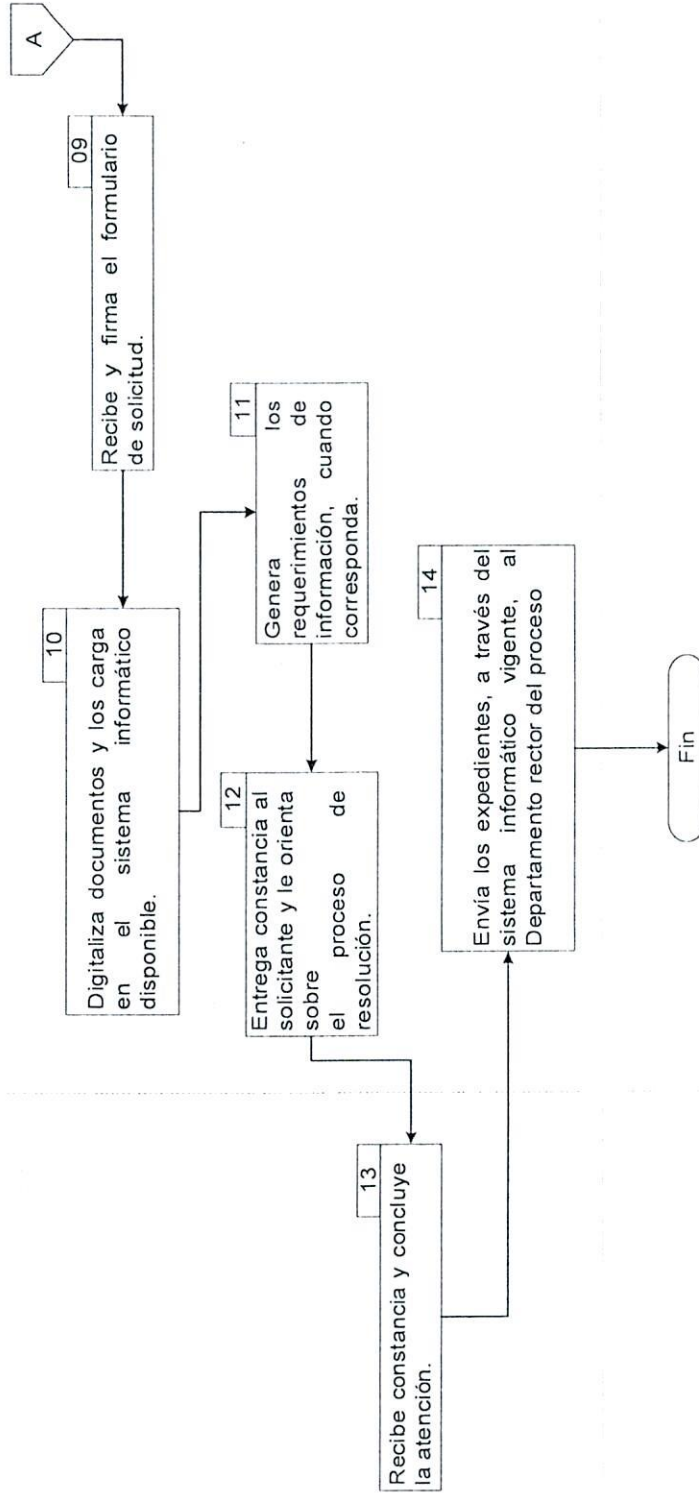 A
09
Recibe y firma el formulario
de solicitud.
10
Digitaliza documentos y los carga
en el sistema informático
disponible.
11
Genera los
requerimientos de
información, cuando
corresponda.
12
Entrega constancia al
solicitante y le orienta
sobre
el proceso de
resolución.
13
Recibe constancia y concluye
la atención.
14
Envía los expedientes, a través del
sistema informático vigente, al
Departamento rector del proceso
Fin